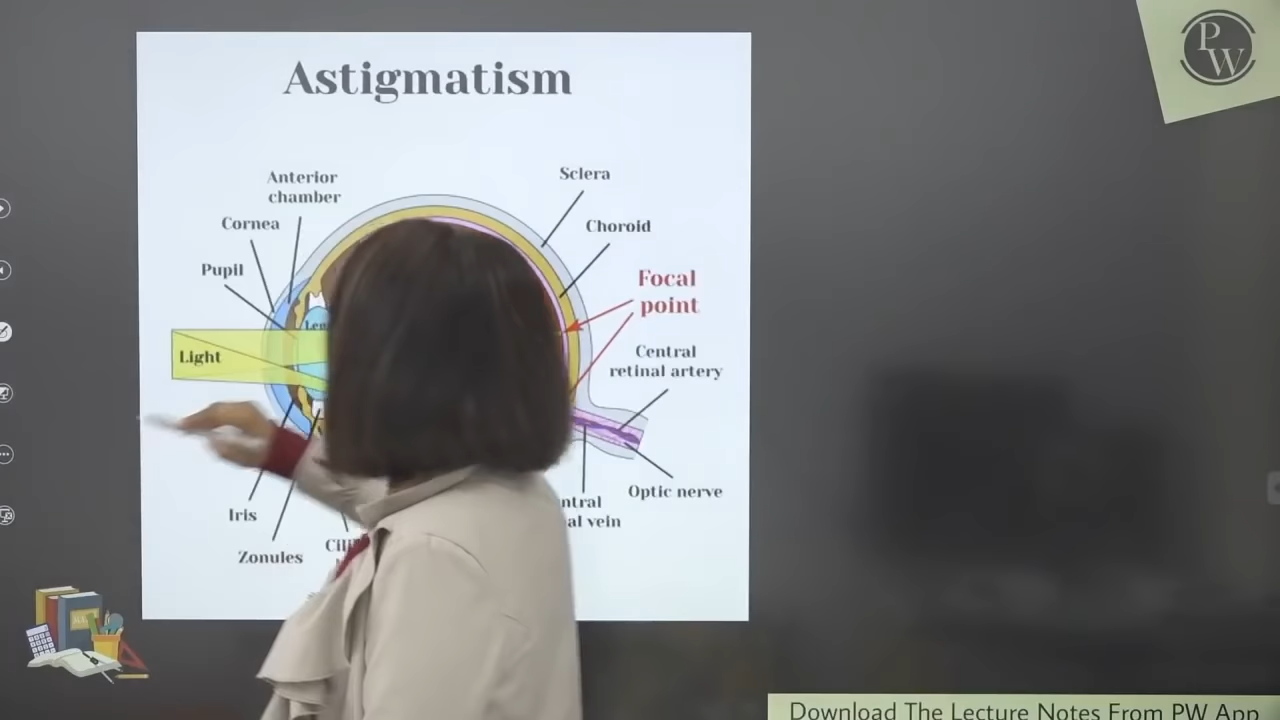 Astigmatism
Anterior
chamber
Cornea
Pupil
Light
Iris
Zonules
Sclera
Choroid
Focal
point
Central
retinal artery
Optic nerve
PW
Download The Lecture Notes From PW App